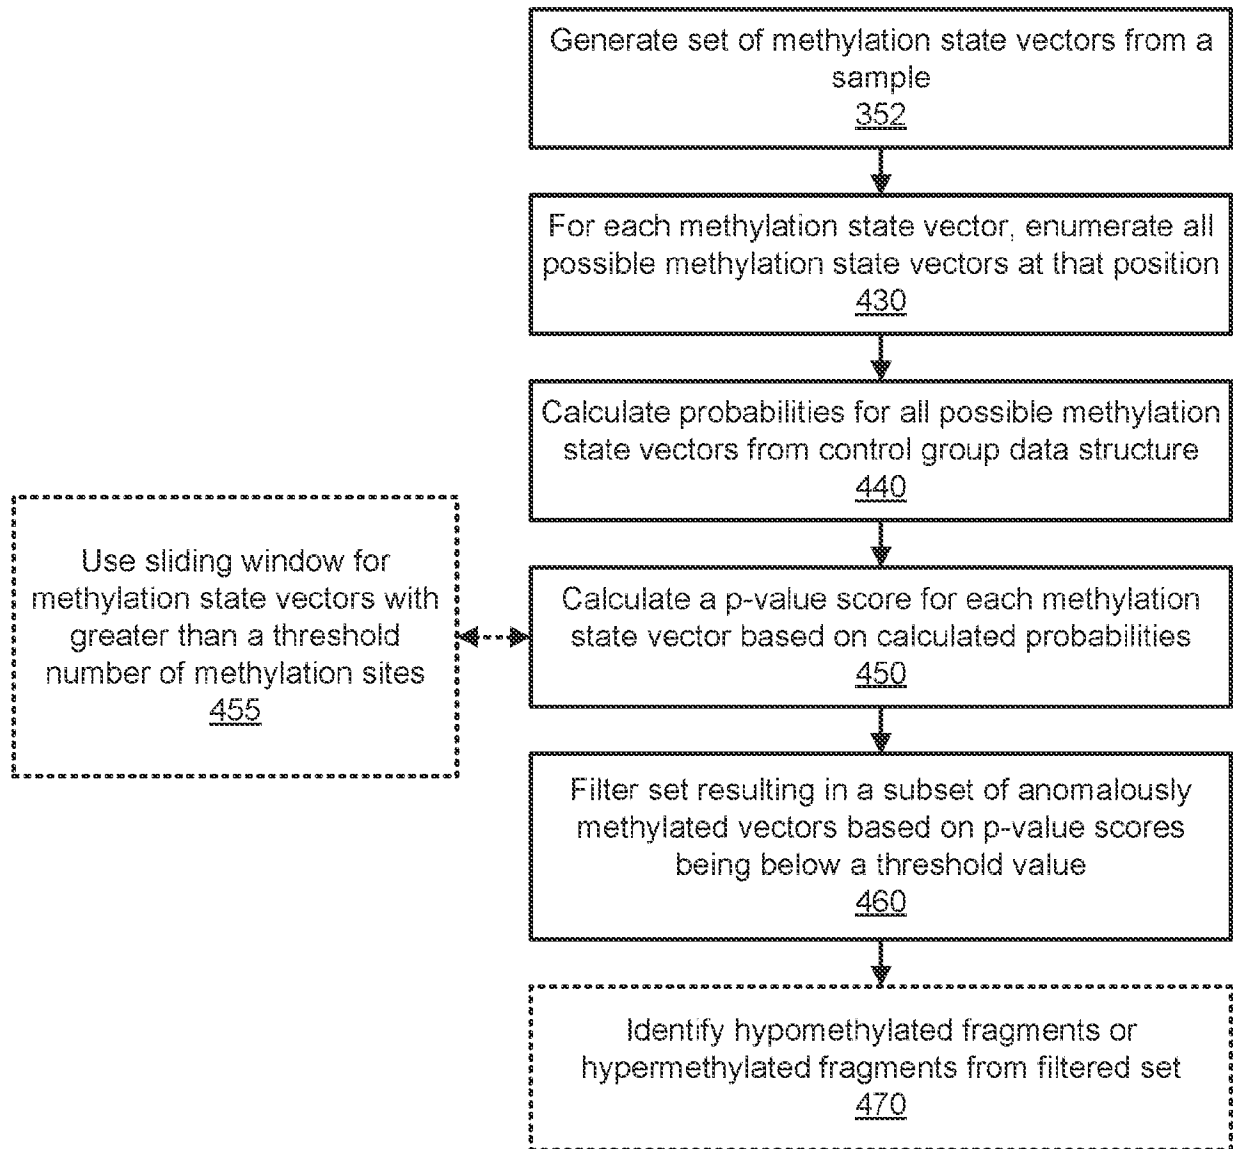 Generate set of methylation state vectors from a
sample
352
For each methylation state vector, enumerate all
possible methylation state vectors at that position
430
Calculate probabilities for all possible methylation
state vectors from control group data structure
440
Use sliding window for
methylation state vectors with
greater than a threshold
number of methylation sites
455
Calculate a p-value score for each methylation
state vector based on calculated probabilities
450
Filter set resulting in a subset of anomalously
methylated vectors based on p-value scores
being below a threshold value
460
Identify hypomethylated fragments or
hypermethylated fragments from filtered set
470